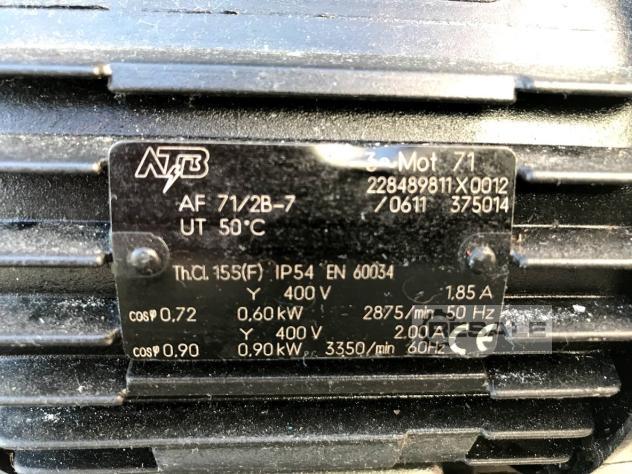 ATB
3~Mot 71
228489811X0012
AF 71/2B-7 /0611 375014
UT 50°C
Th.Cl. 155(F) IP54 EN 60034
Y 400 V 1,85 A
cosφ 0,72 0,60 kW 2875/min 50 Hz
Y 400 V 2.00
cosφ 0.90 0,90 kW 3350/min 60Hz CE